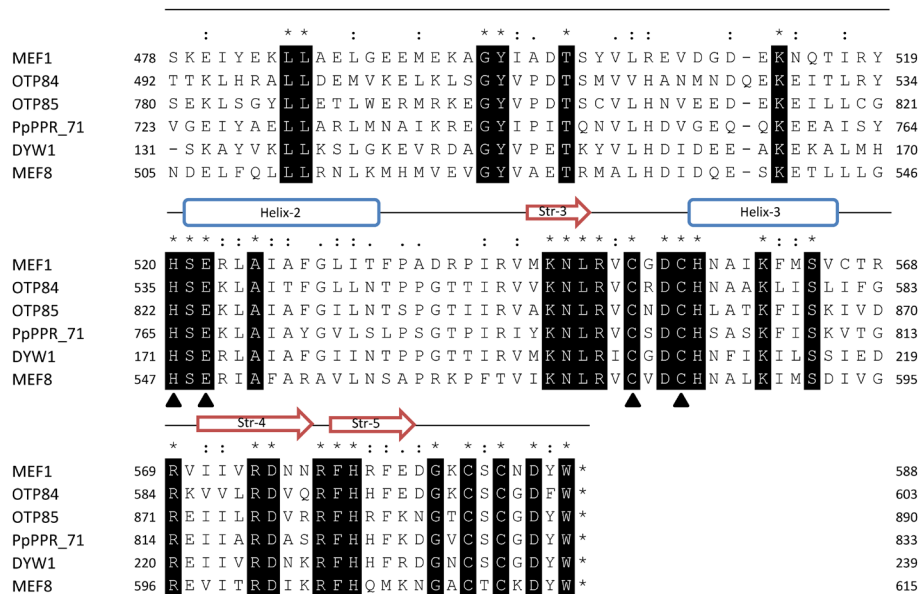 : * * * * : . * . : : * : :
MEF1 478 SKEIYEKLLAELGEEMEKAGYIADTSYVLREVDGD-EKNQTIRY 519
OTP84 492 TTKLHRALLDEMVKELKLSGYMPDTSMVVHANMNDQEKEITLRY 534
OTP85 780 SEKLSGYLLETLWERMRKEGYVPDTSCVLHNVEED-EKEILLCG 821
PpPPR_71 723 VGEIYAELLARLMNAIKREGYIPITQNVLHDVGEQ-QKEEAISY 764
DYW1 131 -SKAYVKLLKSLGKEVRDAGYVPETKYVLHDIDEE-AKEKALMH 170
MEF8 505 NDELFQLLLRNLKMHMVEVGYVAETRMALHDIDQE-SKETLLLG 546
Helix-2 Str-3 Helix-3
* * * : : * : : . : : . . : : * * * * : * * * * : *
MEF1 520 HSERLAIAFGLITFPADRPIRVMKNLRVCGDCHNAIKFMSVCTR 568
OTP84 535 HSEKLAITFGLLNTPPGTPIRVMKNLRVCRDCHNAAKLISLIFG 583
OTP85 822 HSEKLAIAFGLLNTSPGTIIRVAKNLRVCNDCHLATKFISKIVD 870
PpPPR_71 765 HSEKLAIAYGVLSLPSGTPIRIYKNLRVCSDCHSASKFISKVTG 813
DYW1 171 HSERLAIAFGIINTPPGTTIRVMKNLRICGDCHNFIKILSSIED 219
MEF8 547 HSERIAFARAVLNSAPRKPFTVIKNLRVCVDCHNALKIMSDIVG 595
Str-4 Str-5
* : : * * * * * : . * * * * *
MEF1 569 RVIIVRDNNRFHRFEDGKCSCNDYW* 588
OTP84 584 RKVVLRDVQRFHHFEDGKCSCGDFW* 603
OTP85 871 REIILRDVRRFHRFKNGTCSCGDYW* 890
PpPPR_71 814 REIIARDASRFHHFKDGVCSCGDYW* 833
DYW1 220 REIIVRDNKRFHHFRDGNCSCGDYW* 239
MEF8 596 REVITRDIKRFHQMKNGACTCKDYW* 615